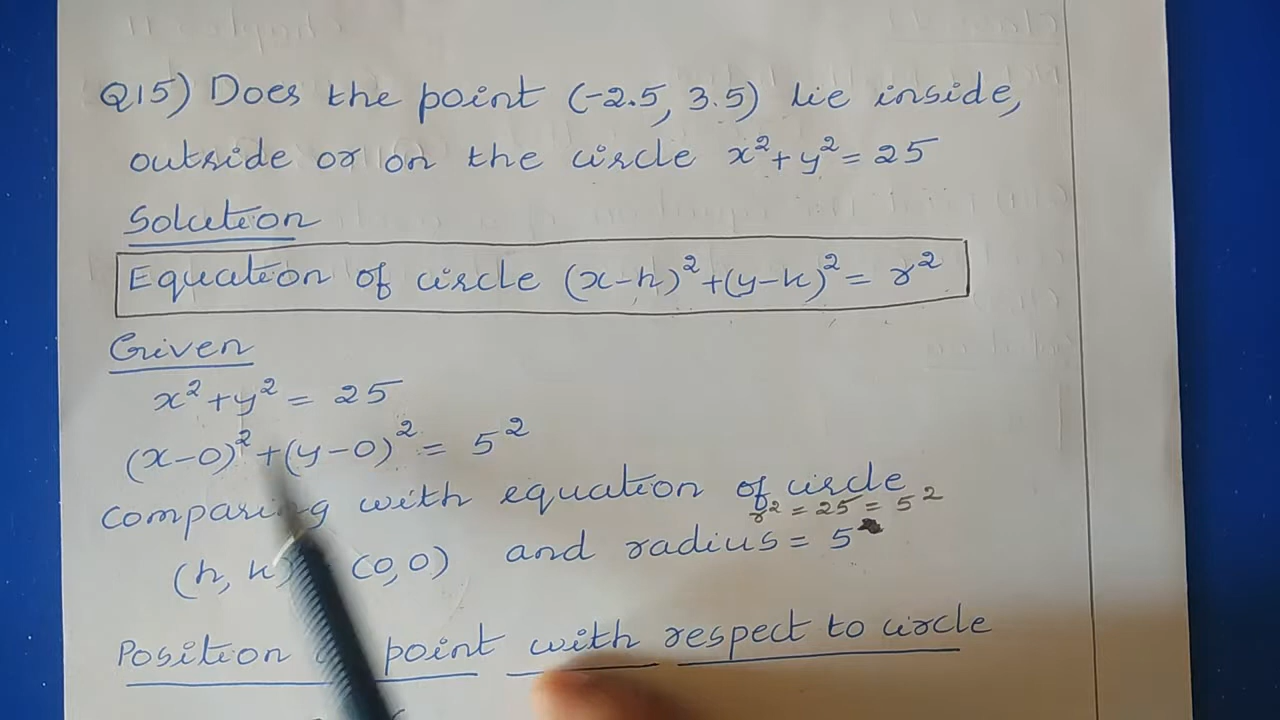 Q15) Does the point (-2.5, 3.5) lie inside,
outside or on the circle x²+y²= 25
Solution
Equation of circle (x-h)²+(y-k)²= r²
Given
x²+y²= 25
(x-0)²+(y-0)²= 5²
comparing with equation of circle
r² = 25 = 5²
(h, k) (0,0) and radius= 5
Position point with respect to circle